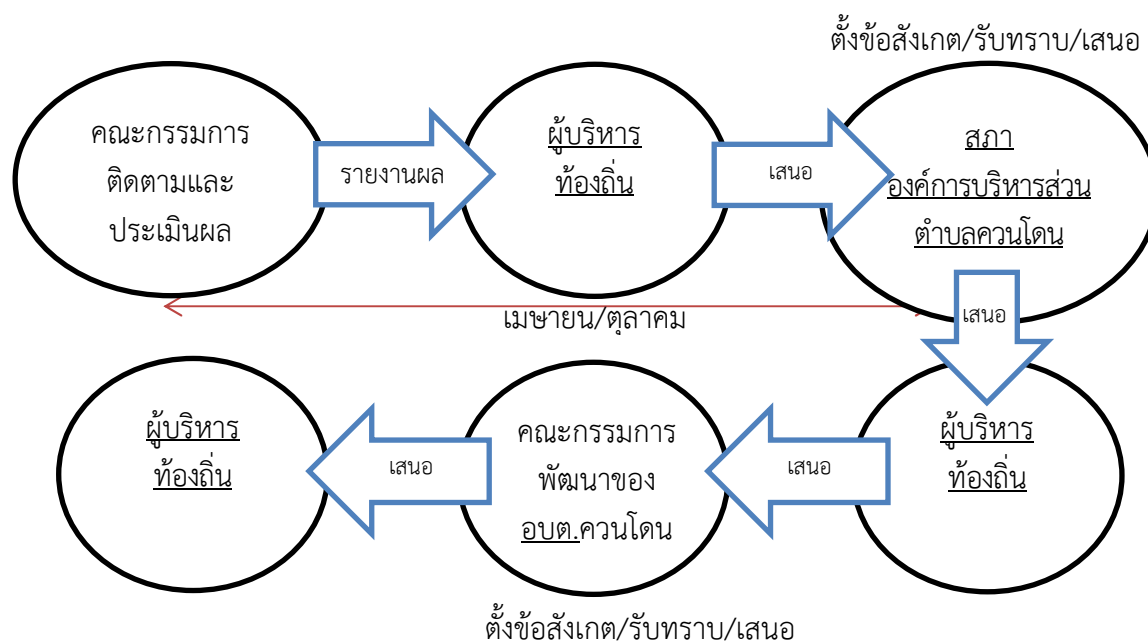 ตั้งข้อสังเกต/รับทราบ/เสนอ
คณะกรรมการ
ติดตามและ
ประเมินผล
รายงานผล
ผู้บริหาร
ท้องถิ่น
เสนอ
สภา
องค์การบริหารส่วน
ตำบลควนโดน
เมษายน/ตุลาคม
เสนอ
ผู้บริหาร
ท้องถิ่น
เสนอ
คณะกรรมการ
พัฒนาของ
อบต.ควนโดน
เสนอ
ผู้บริหาร
ท้องถิ่น
ตั้งข้อสังเกต/รับทราบ/เสนอ